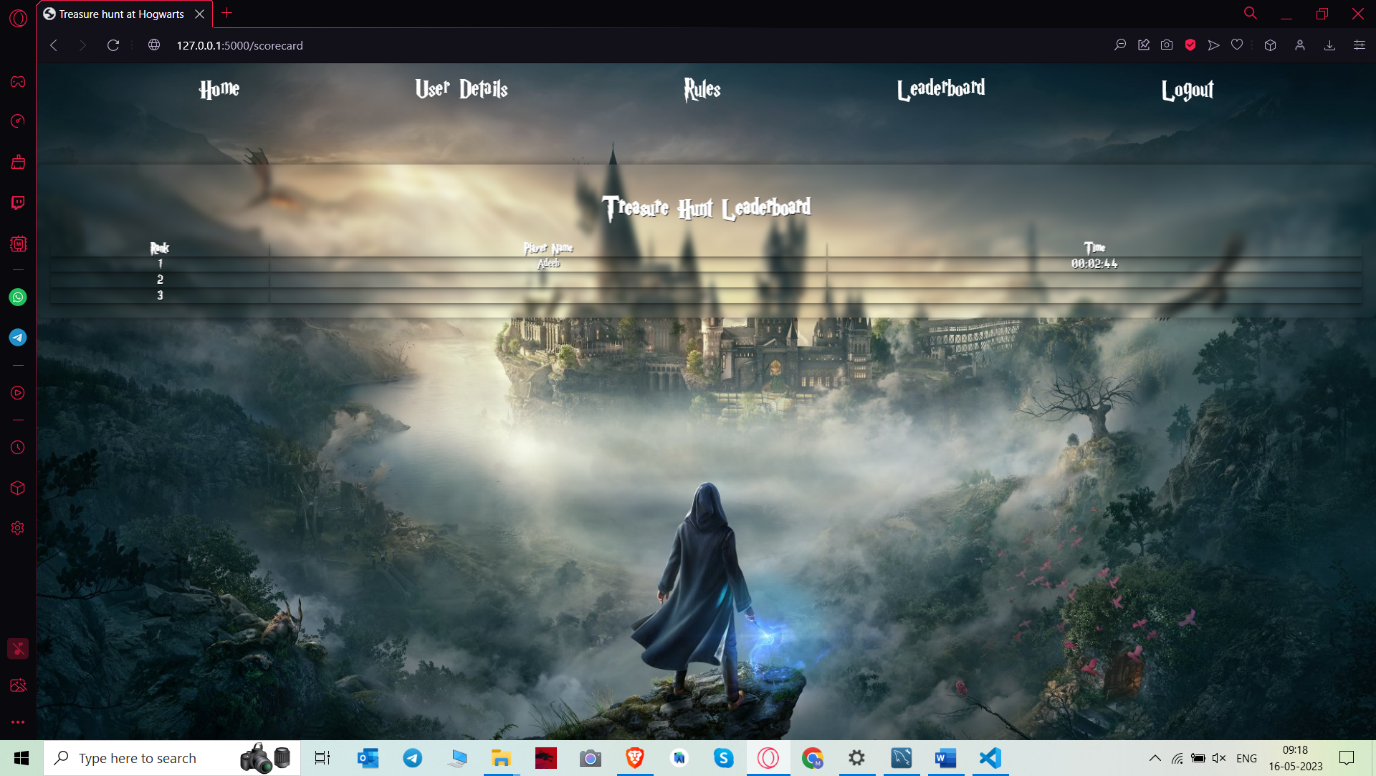 Treasure hunt at Hogwarts
127.0.0.1:5000/scorecard
Home User Details Rules Leaderboard Logout
Treasure Hunt Leaderboard
Rank Player Name Time
1 Adeeb 00:02:44
2
3
Type here to search
ENG
09:18
16-05-2023